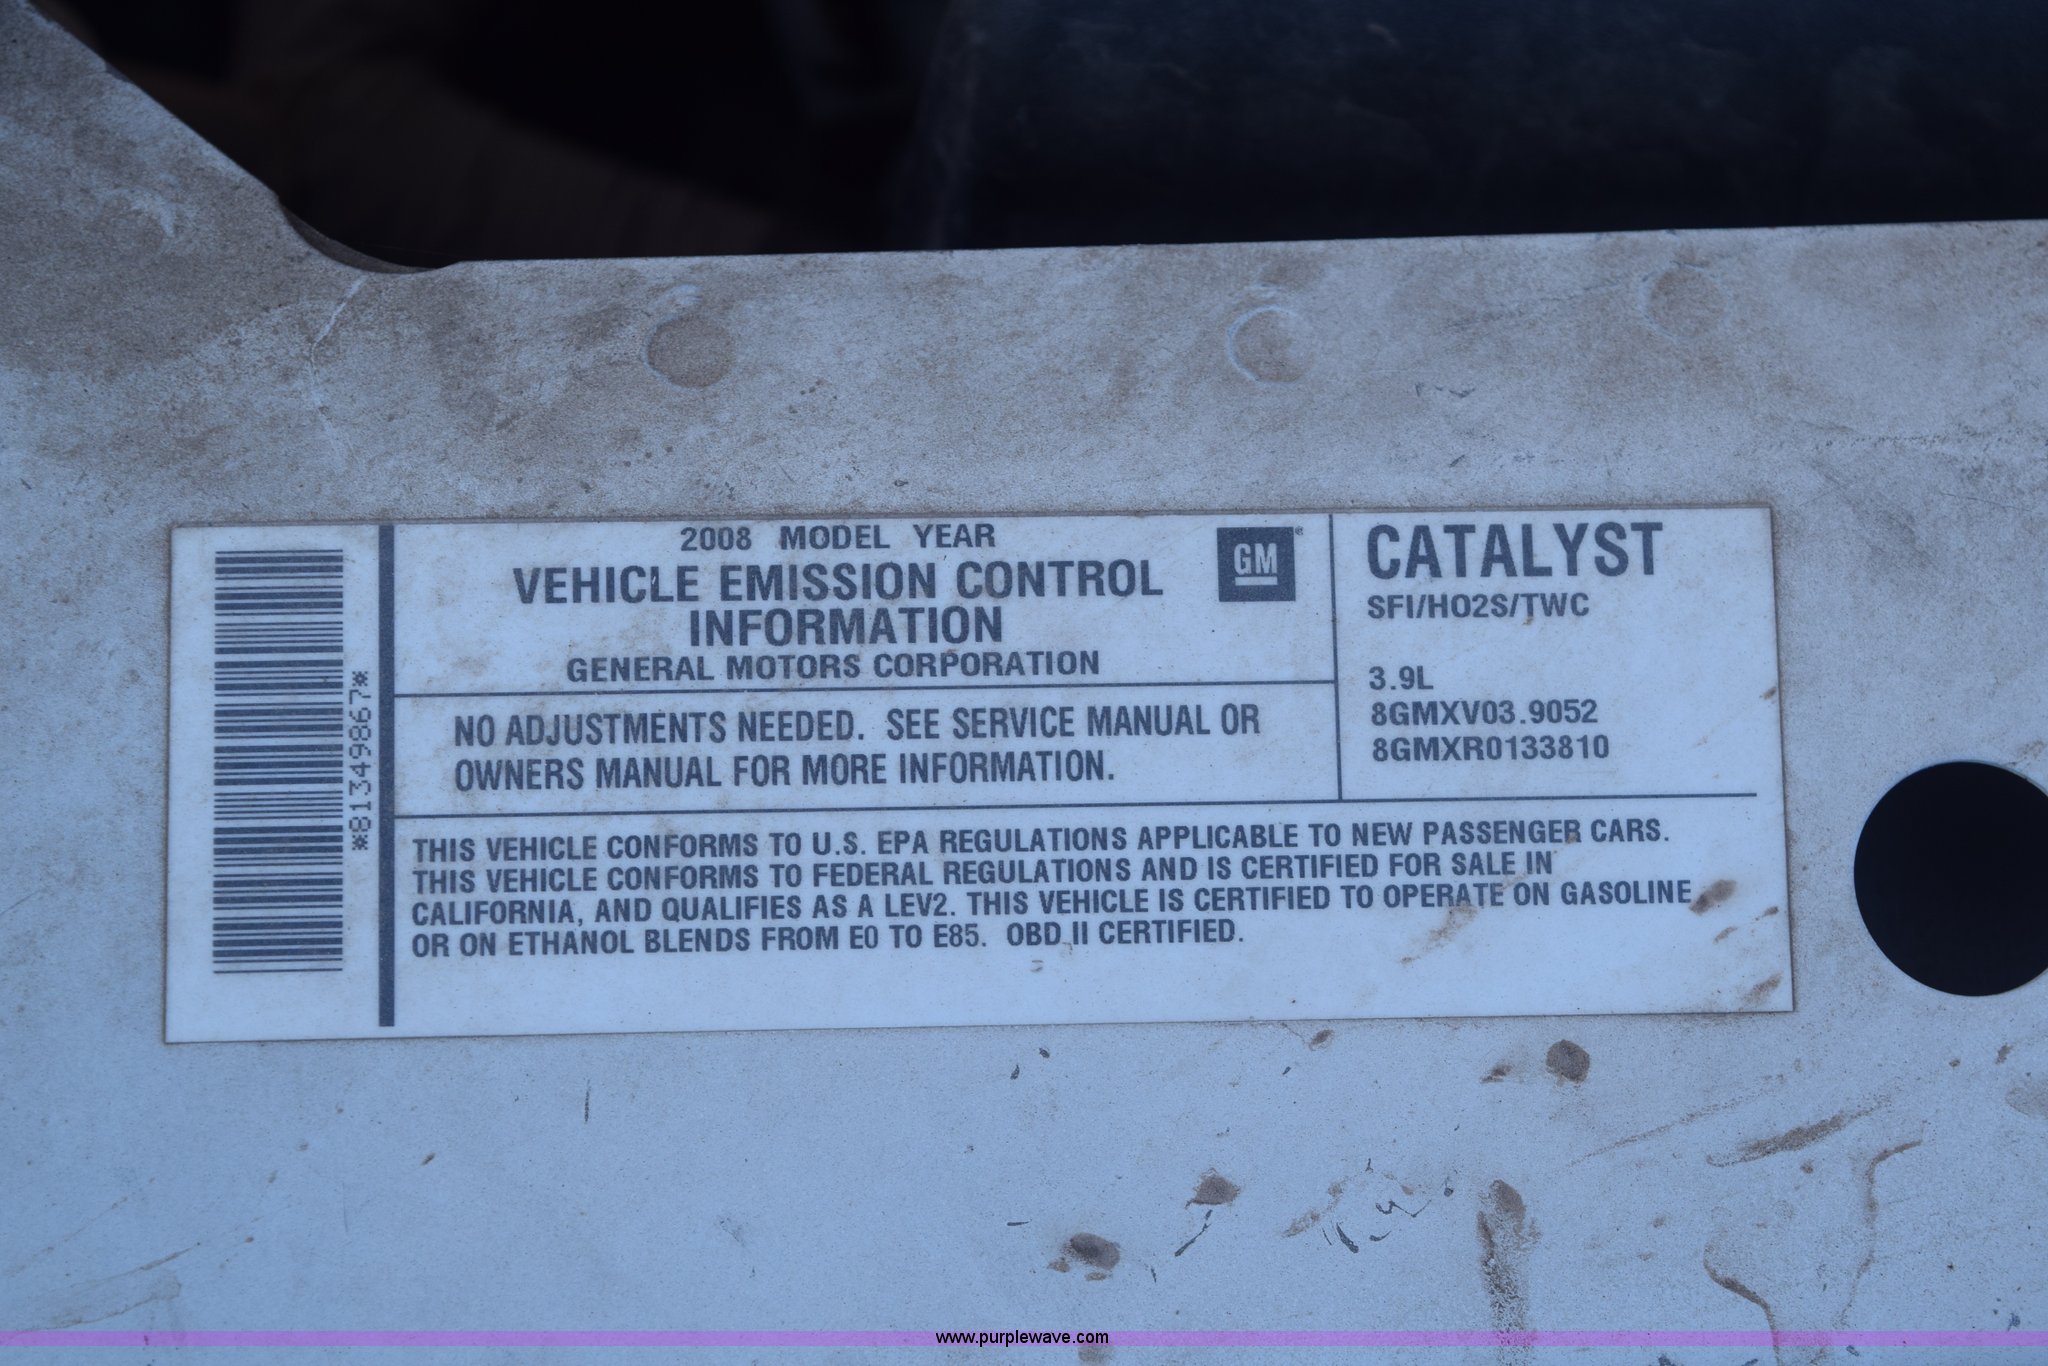 *81349867*
2008 MODEL YEAR
VEHICLE EMISSION CONTROL
INFORMATION
GENERAL MOTORS CORPORATION
GM
CATALYST
SFI/HO2S/TWC
3.9L
8GMXV03.9052
8GMXR0133810
NO ADJUSTMENTS NEEDED. SEE SERVICE MANUAL OR
OWNERS MANUAL FOR MORE INFORMATION.
THIS VEHICLE CONFORMS TO U.S. EPA REGULATIONS APPLICABLE TO NEW PASSENGER CARS.
THIS VEHICLE CONFORMS TO FEDERAL REGULATIONS AND IS CERTIFIED FOR SALE IN
CALIFORNIA, AND QUALIFIES AS A LEV2. THIS VEHICLE IS CERTIFIED TO OPERATE ON GASOLINE
OR ON ETHANOL BLENDS FROM E0 TO E85. OBD II CERTIFIED.
www.purplewave.com